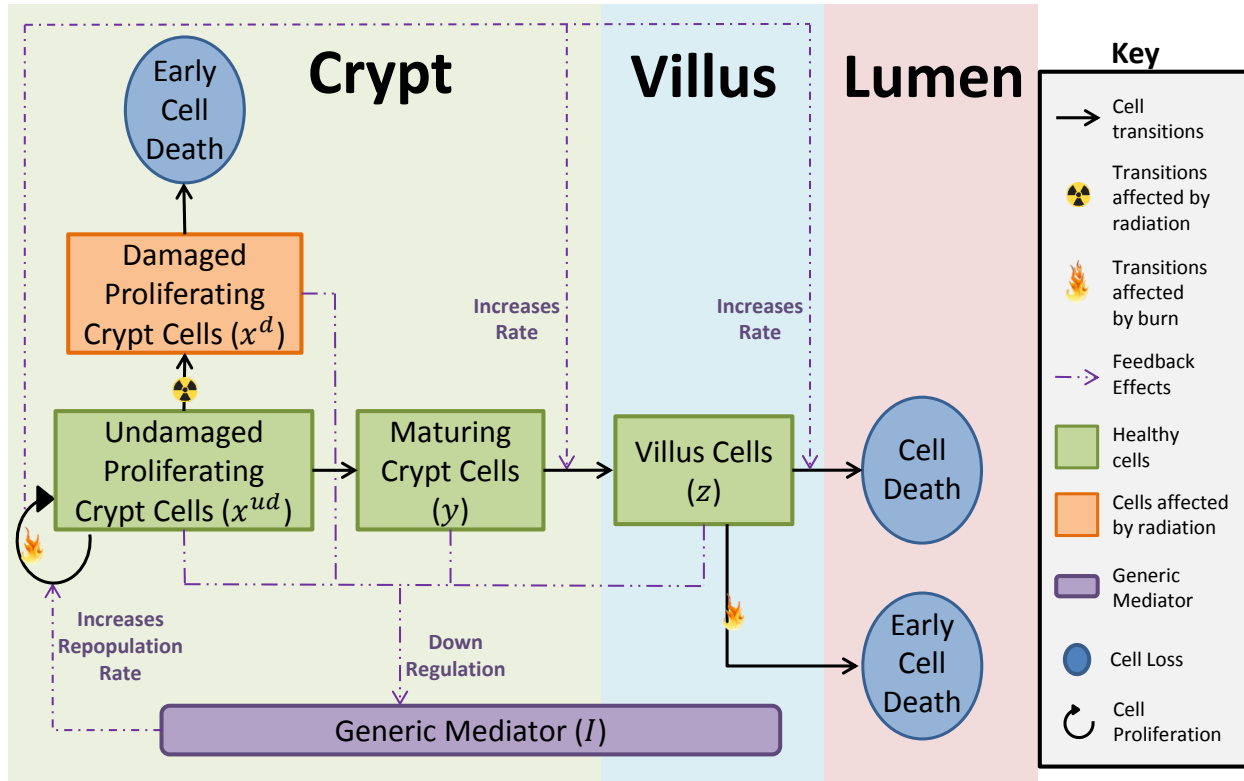 Crypt
Villus
Lumen
Early
Cell
Death
Damaged
Proliferating
Crypt Cells (x^d)
Increases
Rate
Increases
Rate
Undamaged
Proliferating
Crypt Cells (x^ud)
Maturing
Crypt Cells
(y)
Villus Cells
(z)
Cell
Death
Increases
Repopulation
Rate
Down
Regulation
Early
Cell
Death
Generic Mediator (I)
Key
Cell
transitions
Transitions
affected by
radiation
Transitions
affected
by burn
Feedback
Effects
Healthy
cells
Cells affected
by radiation
Generic
Mediator
Cell Loss
Cell
Proliferation